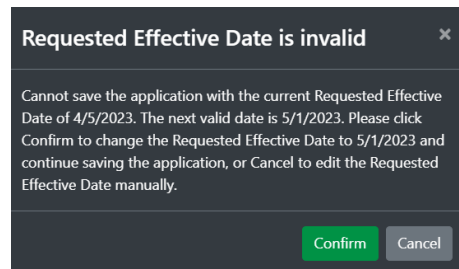 Requested Effective Date is invalid ×
Cannot save the application with the current Requested Effective
Date of 4/5/2023. The next valid date is 5/1/2023. Please click
Confirm to change the Requested Effective Date to 5/1/2023 and
continue saving the application, or Cancel to edit the Requested
Effective Date manually.
Confirm Cancel